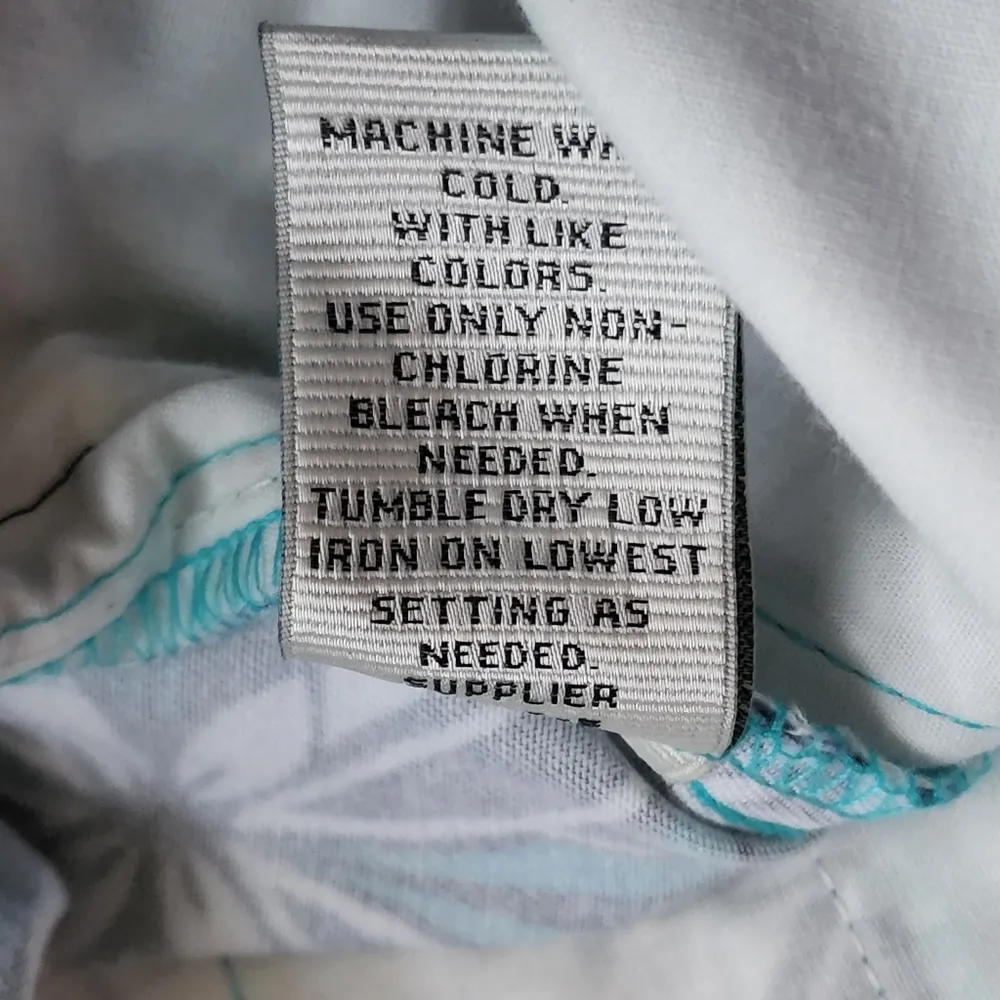 MACHINE WA
COLD.
WITH LIKE
COLORS.
USE ONLY NON-
CHLORINE
BLEACH WHEN
NEEDED.
TUMBLE DRY LOW
IRON ON LOWEST
SETTING AS
NEEDED.
SUPPLIER